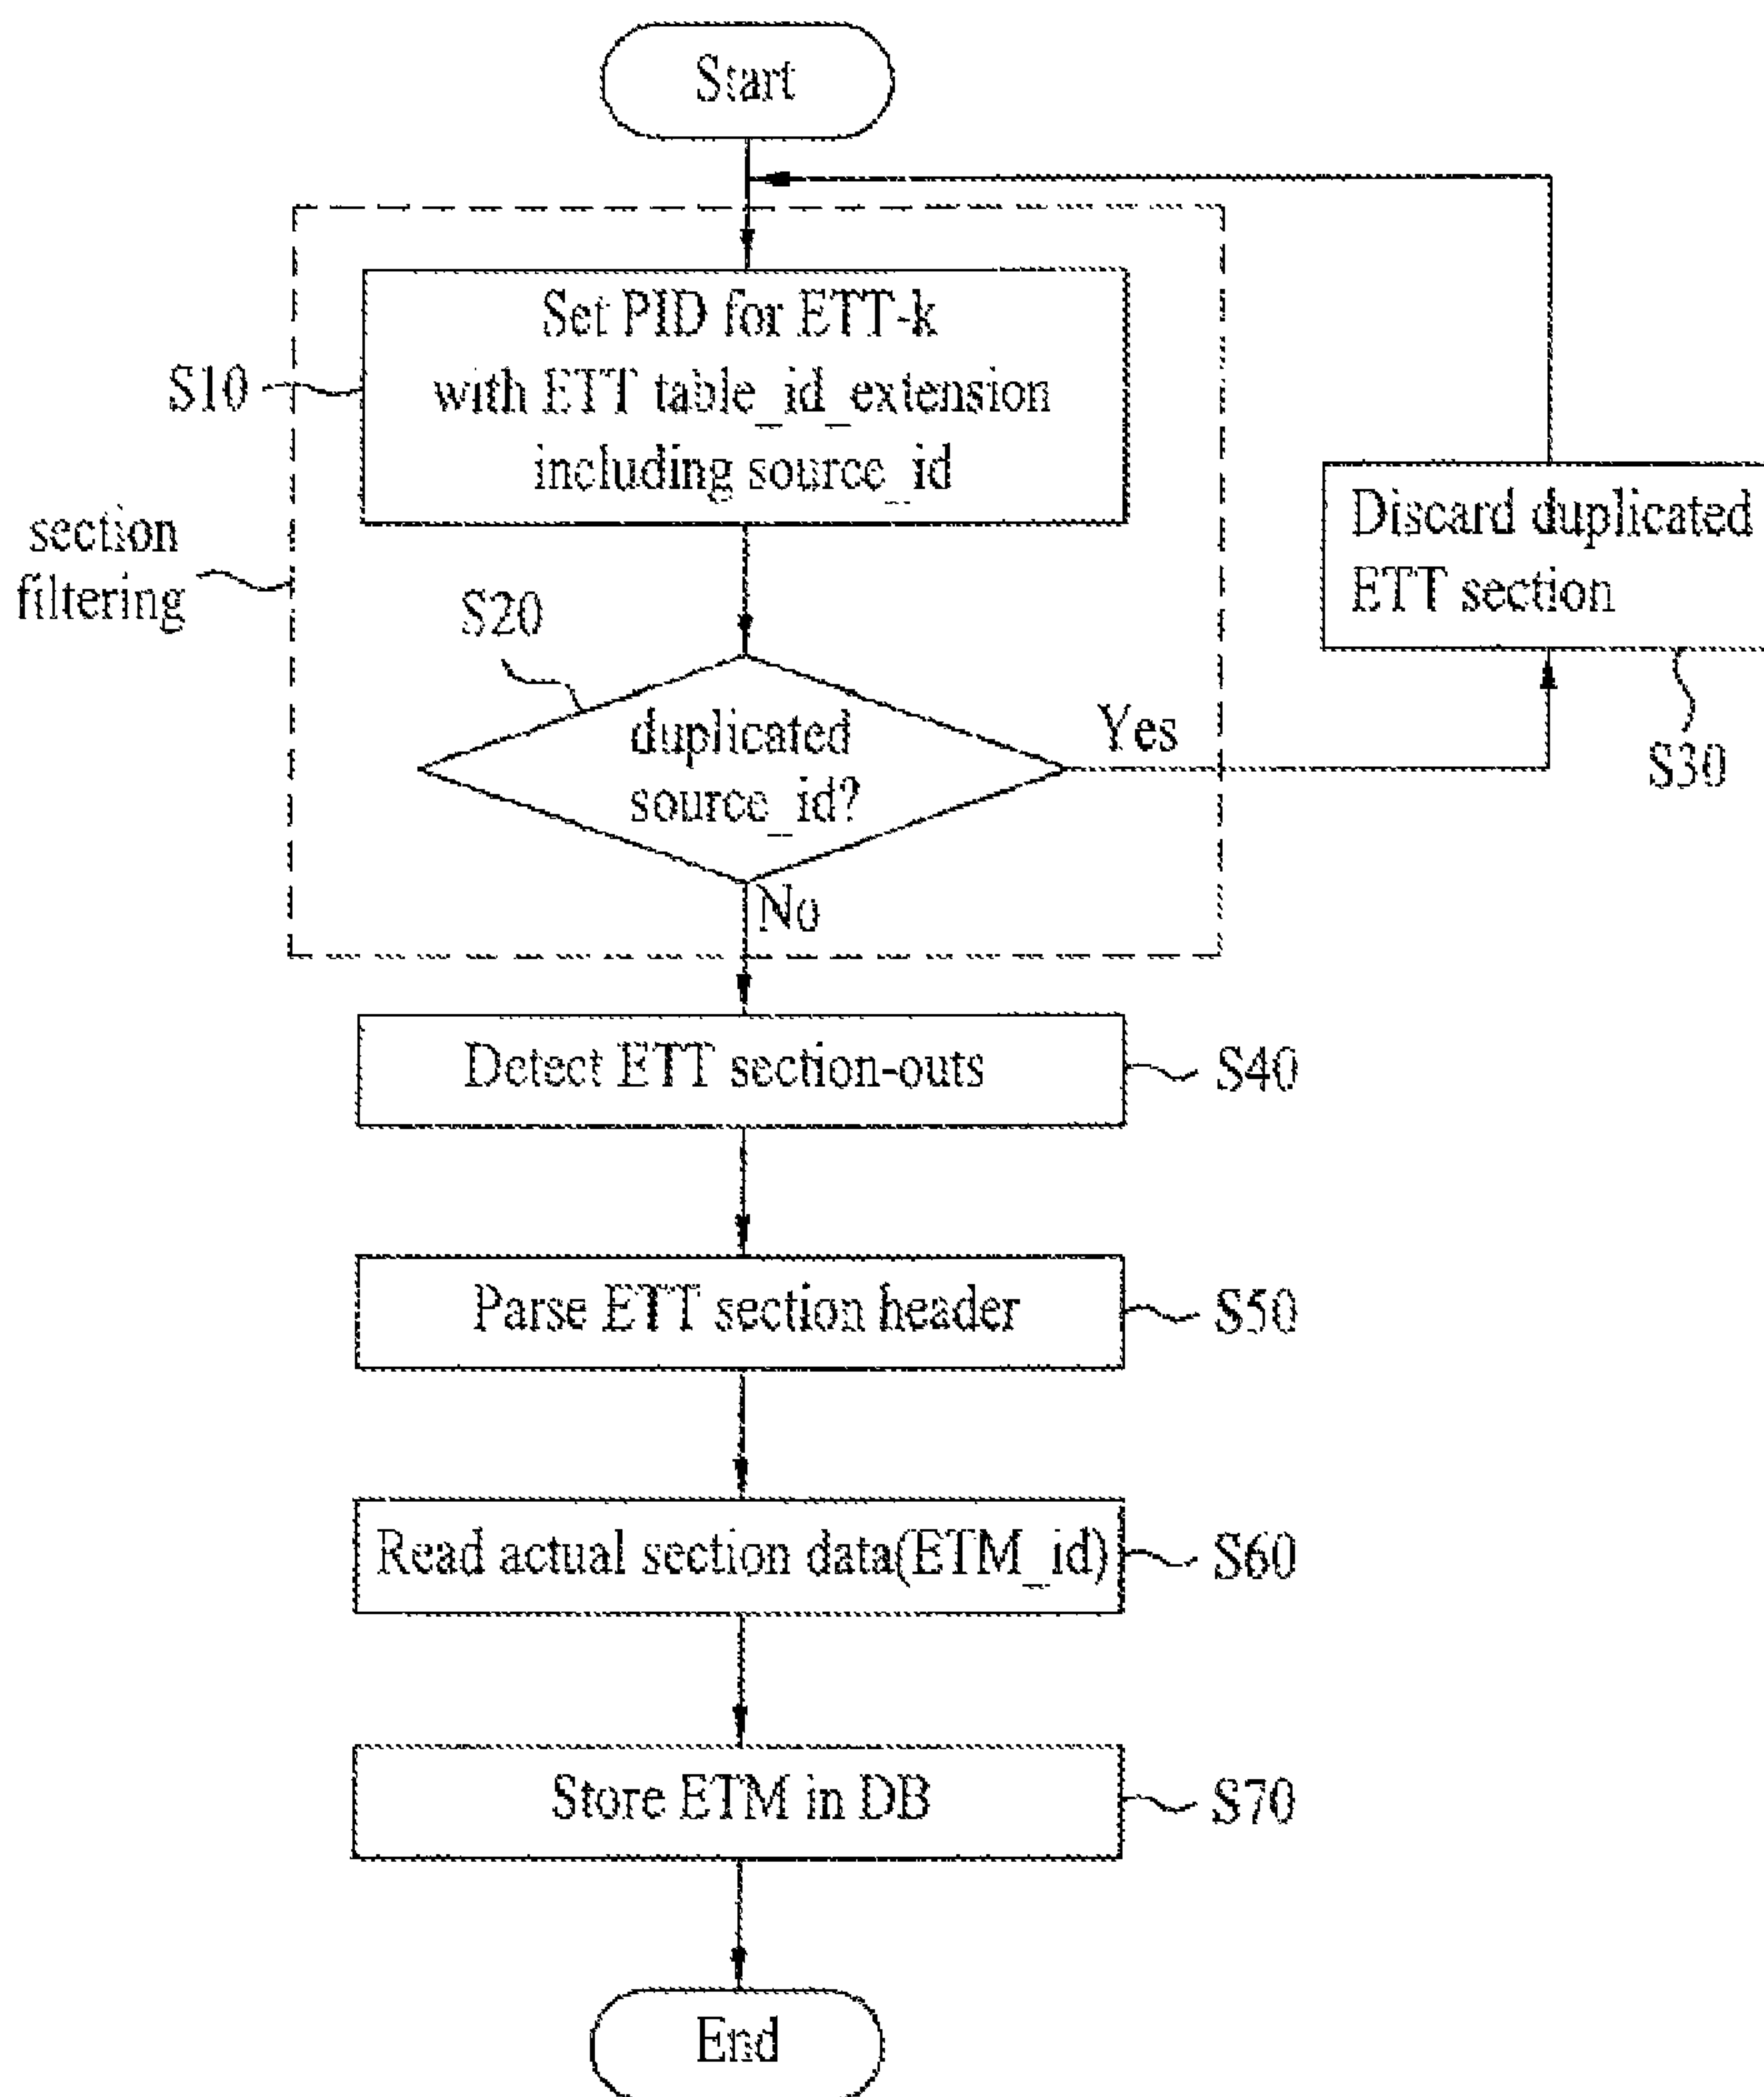 Start
Set PID for ETT-k
with ETT table_id_extension
including source_id
S10
section
filtering
Discard duplicated
ETT section
S30
S20
duplicated
source_id?
Yes
No
Detect ETT section-outs
S40
Parse ETT section header
S50
Read actual section data(ETM_id)
S60
Store ETM in DB
S70
End